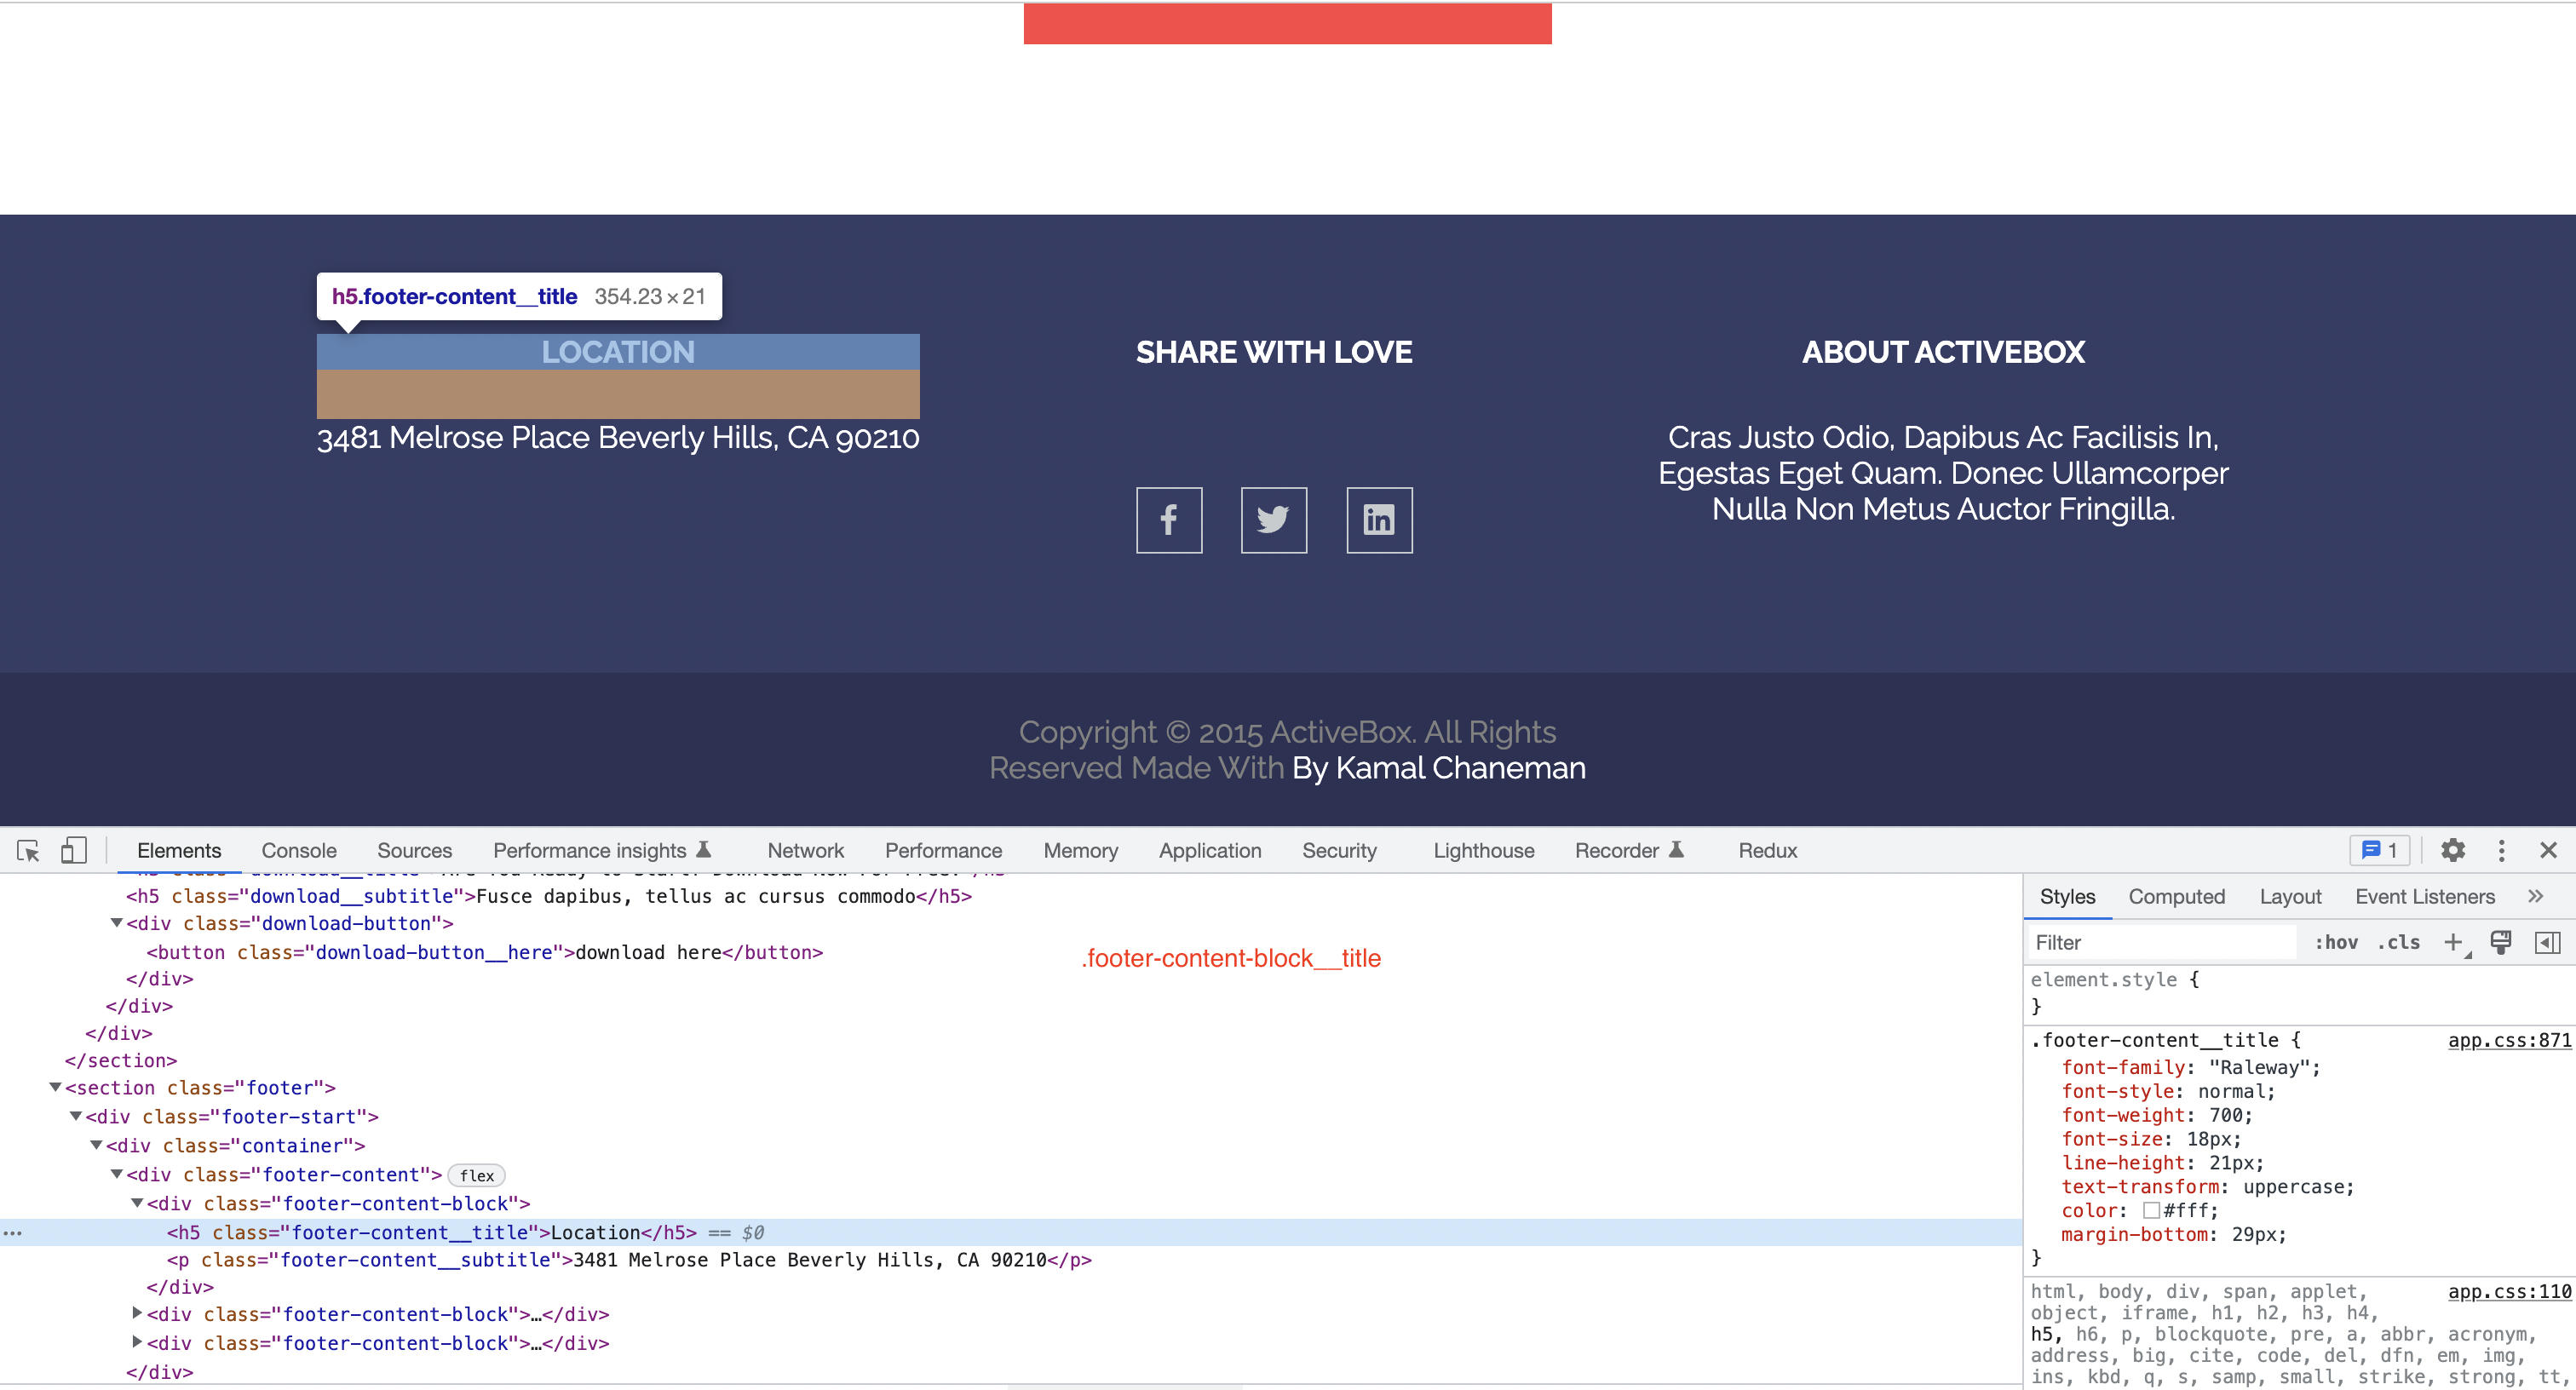 h5.footer-content__title 354.23 × 21
LOCATION
3481 Melrose Place Beverly Hills, CA 90210
SHARE WITH LOVE
ABOUT ACTIVEBOX
Cras Justo Odio, Dapibus Ac Facilisis In,
Egestas Eget Quam. Donec Ullamcorper
Nulla Non Metus Auctor Fringilla.
Copyright © 2015 ActiveBox. All Rights
Reserved Made With By Kamal Chaneman
Elements Console Sources Performance insights Network Performance Memory Application Security Lighthouse Recorder Redux 1
<h5 class="download__subtitle">Fusce dapibus, tellus ac cursus commodo</h5>
<div class="download-button">
<button class="download-button__here">download here</button>
</div>
</div>
</div>
</section>
<section class="footer">
<div class="footer-start">
<div class="container">
<div class="footer-content"> flex
<div class="footer-content-block">
<h5 class="footer-content__title">Location</h5> == $0
<p class="footer-content__subtitle">3481 Melrose Place Beverly Hills, CA 90210</p>
</div>
<div class="footer-content-block">…</div>
<div class="footer-content-block">…</div>
</div>
.footer-content-block__title
Styles Computed Layout Event Listeners »
Filter :hov .cls +
element.style {
}
.footer-content__title { app.css:871
font-family: "Raleway";
font-style: normal;
font-weight: 700;
font-size: 18px;
line-height: 21px;
text-transform: uppercase;
color: #fff;
margin-bottom: 29px;
}
html, body, div, span, applet, app.css:110
object, iframe, h1, h2, h3, h4,
h5, h6, p, blockquote, pre, a, abbr, acronym,
address, big, cite, code, del, dfn, em, img,
ins, kbd, q, s, samp, small, strike, strong, tt,